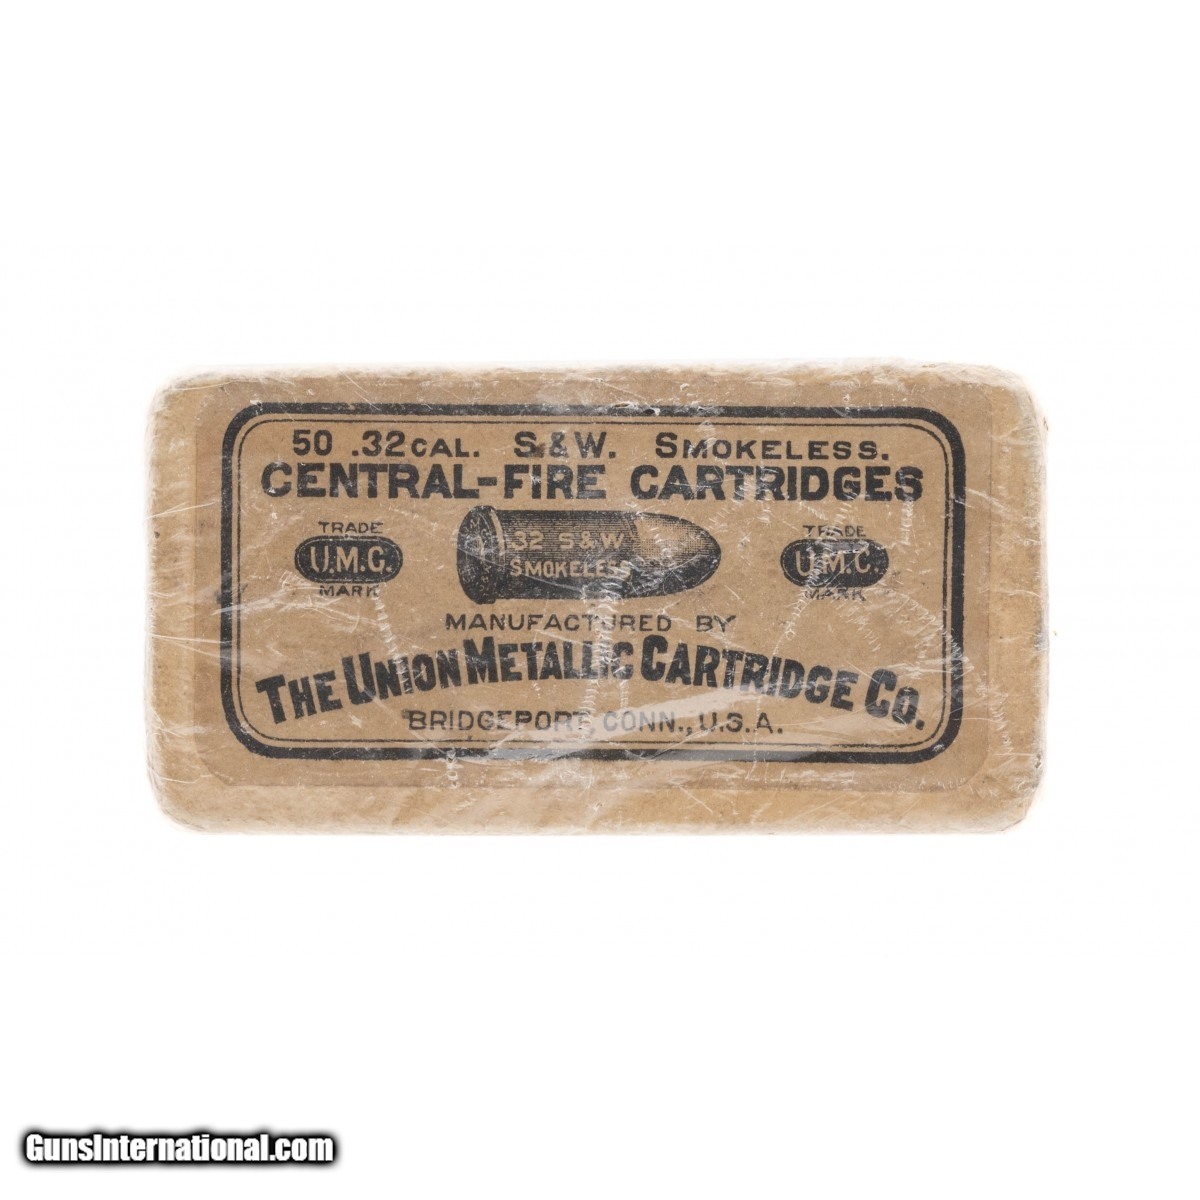 50 .32 CAL. S&W. SMOKELESS.
CENTRAL-FIRE CARTRIDGES
TRADE
U.M.C.
MARK
32 S&W
SMOKELESS
TRADE
U.M.C.
MARK
MANUFACTURED BY
THE UNION METALLIC CARTRIDGE CO.
BRIDGEPORT, CONN., U.S.A.
GunsInternational.com